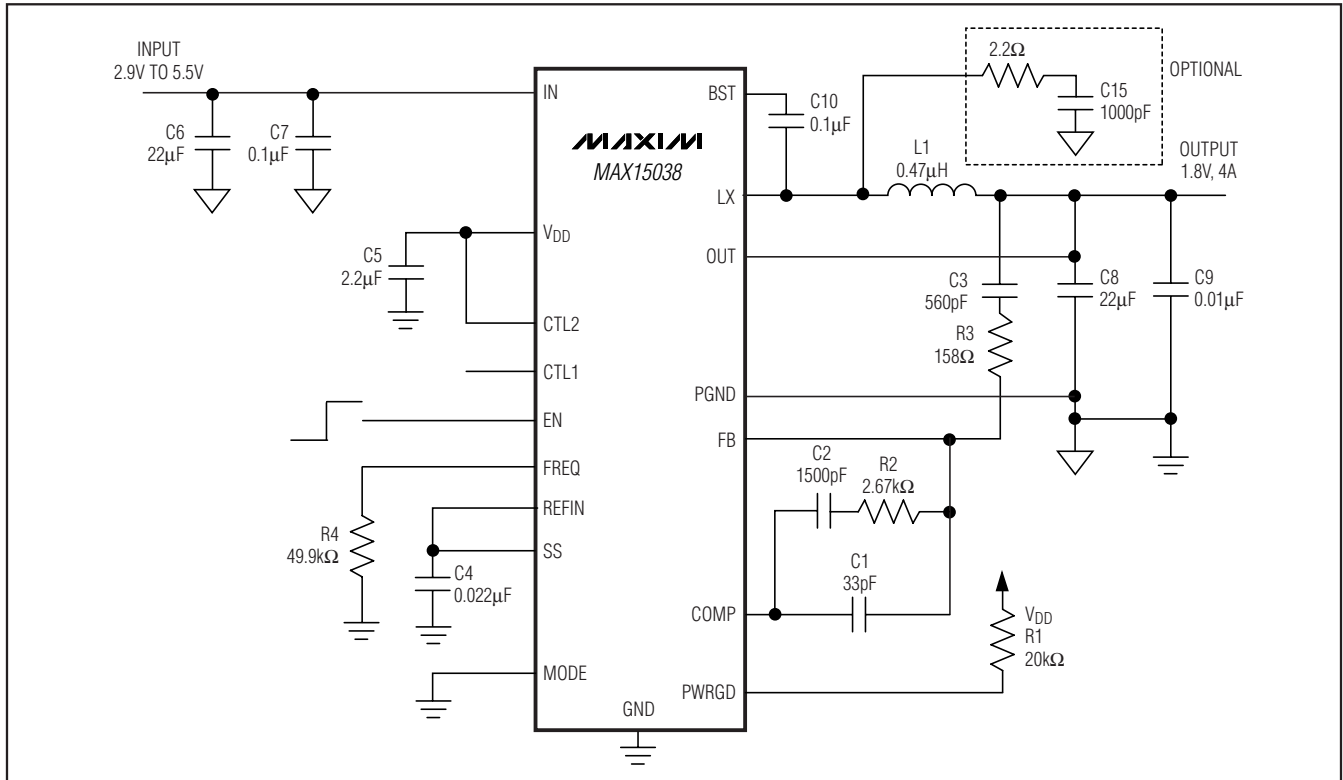 INPUT
2.9V TO 5.5V
C6
22μF
C7
0.1μF
IN
MAXIM
MAX15038
BST
C10
0.1μF
2.2Ω
C15
1000pF
OPTIONAL
L1
0.47μH
OUTPUT
1.8V, 4A
LX
VDD
C5
2.2μF
OUT
C3
560pF
C8
22μF
C9
0.01μF
CTL2
R3
158Ω
CTL1
PGND
EN
FB
FREQ
C2
1500pF
R2
2.67kΩ
REFIN
R4
49.9kΩ
SS
C4
0.022μF
C1
33pF
COMP
VDD
R1
20kΩ
MODE
PWRGD
GND